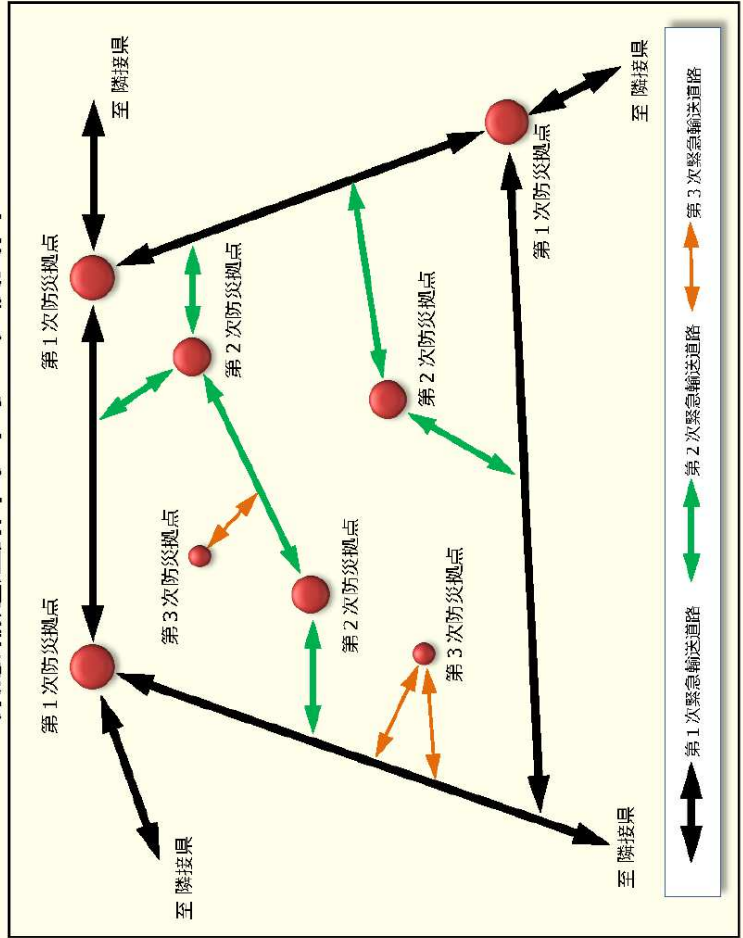 第1次防災拠点
第1次防災拠点
至 隣接県
第3次防災拠点
至 隣接県
第2次防災拠点
第2次防災拠点
第2次防災拠点
第3次防災拠点
第1次防災拠点
至 隣接県
至 隣接県
第1次緊急輸送道路 第2次緊急輸送道路 第3次緊急輸送道路